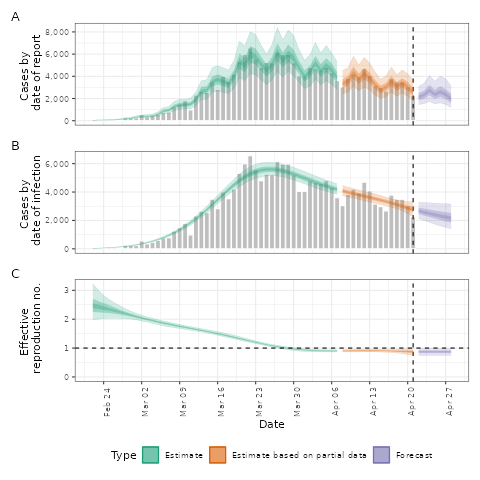 A
Cases by
date of report
8,000
6,000
4,000
2,000
0
B
Cases by
date of infection
6,000
4,000
2,000
0
C
Effective
reproduction no.
3
2
1
0
Feb 24
Mar 02
Mar 09
Mar 16
Mar 23
Mar 30
Apr 06
Apr 13
Apr 20
Apr 27
Date
Type Estimate Estimate based on partial data Forecast